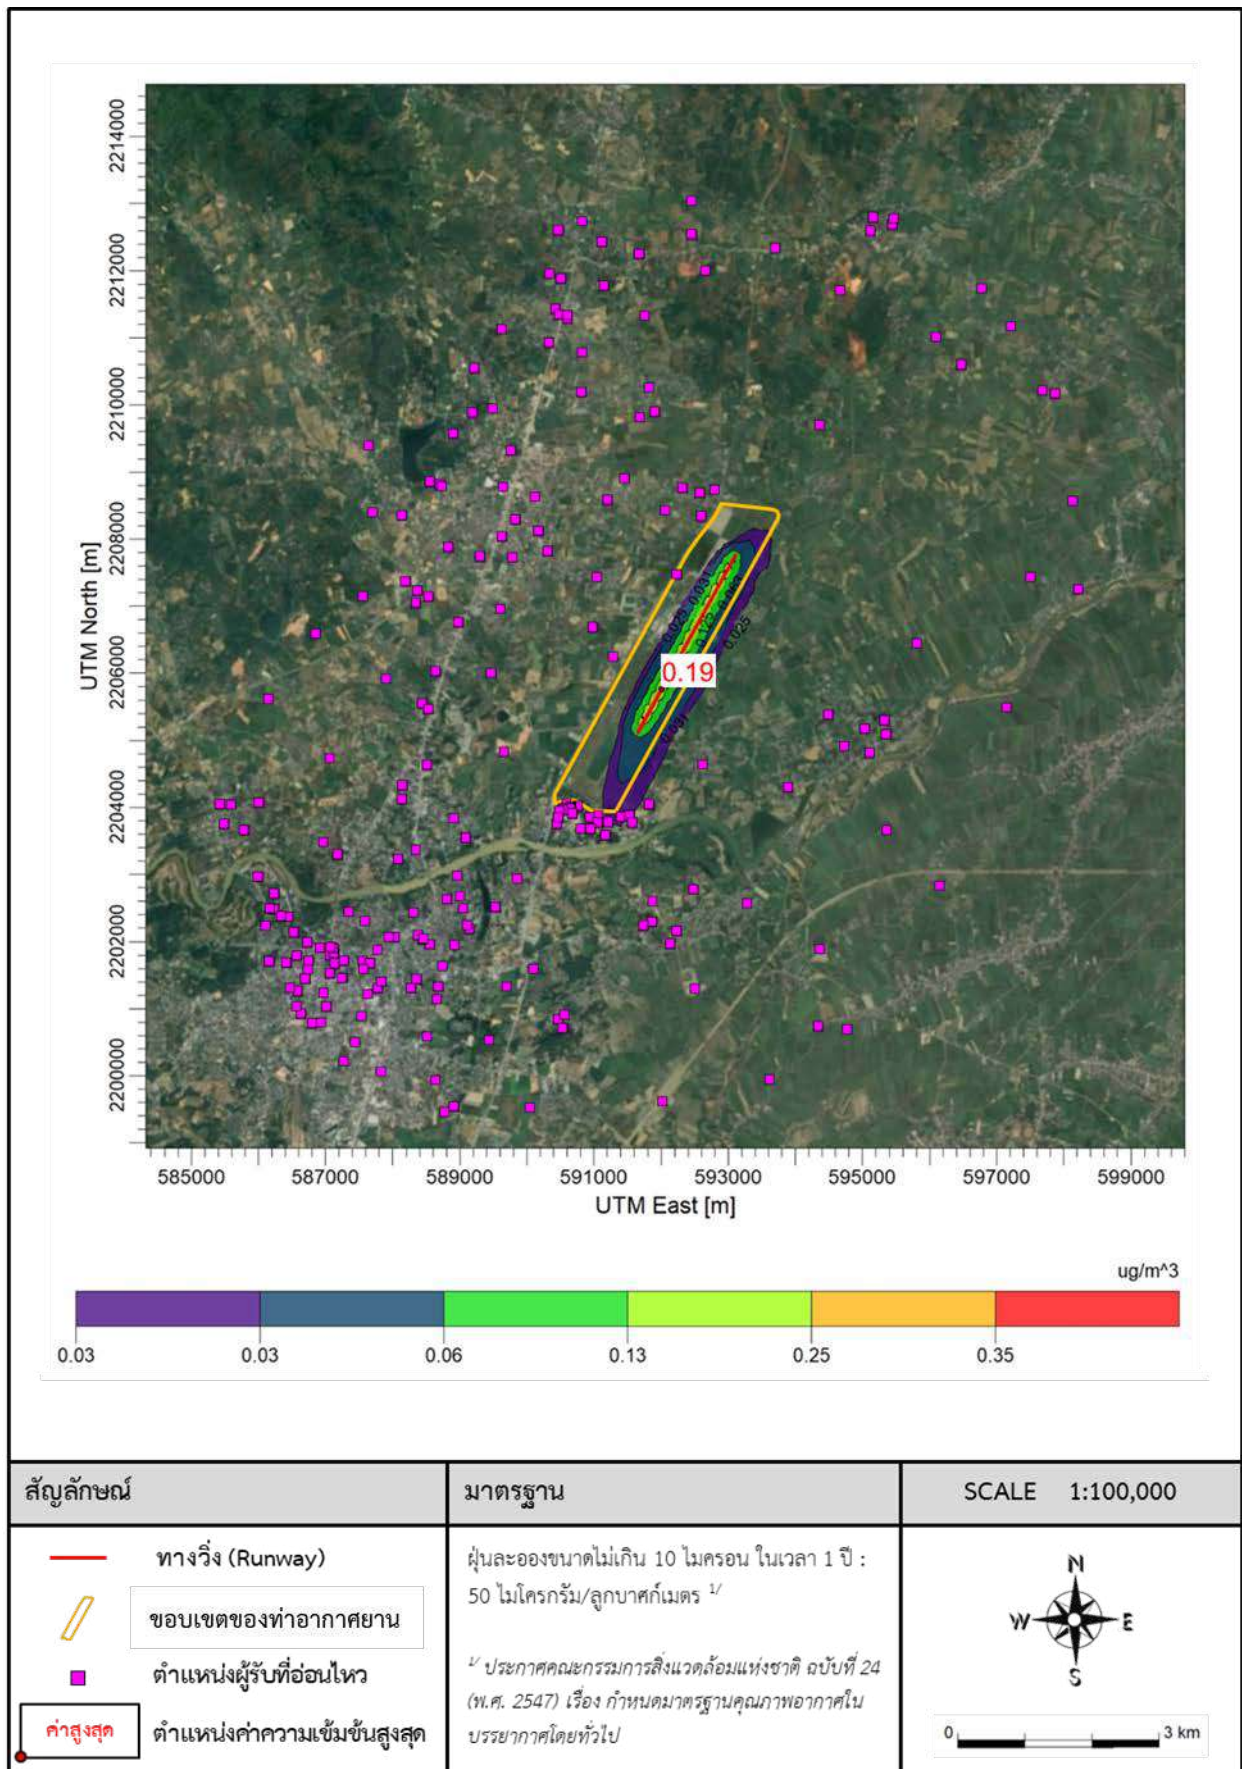 2214000
2212000
2210000
2208000
2206000
2204000
2202000
2200000
UTM North [m]
0.031
0.025
0.063
0.127
0.025
0.19
0.031
585000 587000 589000 591000 593000 595000 597000 599000
UTM East [m]
ug/m^3
0.03 0.03 0.06 0.13 0.25 0.35
สัญลักษณ์
ทางวิ่ง (Runway)
ขอบเขตของท่าอากาศยาน
ตำแหน่งผู้รับที่อ่อนไหว
ค่าสูงสุด
ตำแหน่งค่าความเข้มข้นสูงสุด
มาตรฐาน
ฝุ่นละอองขนาดไม่เกิน 10 ไมครอน ในเวลา 1 ปี :
50 ไมโครกรัม/ลูกบาศก์เมตร 1/
1/ ประกาศคณะกรรมการสิ่งแวดล้อมแห่งชาติ ฉบับที่ 24
(พ.ศ. 2547) เรื่อง กำหนดมาตรฐานคุณภาพอากาศใน
บรรยากาศโดยทั่วไป
SCALE 1:100,000
N
W E
S
0 3 km